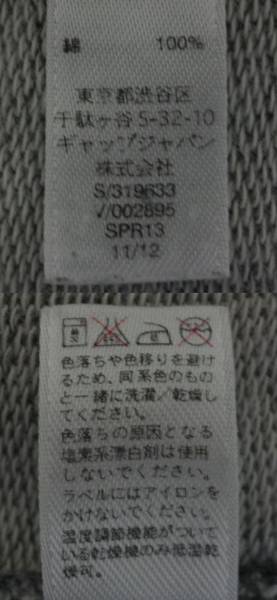 綿 100%
東京都渋谷区
千駄ヶ谷5-32-10
ギャップジャパン
株式会社
S/319633
V/002895
SPR13
11/12
色落ちや色移りを避け
るため、同系色のもの
と一緒に洗濯/乾燥し
てください。
色落ちの原因となる
塩素系漂白剤は使用
しないでください。
ラベルにはアイロンを
かけないでください。
温度調節機能がついて
いる乾燥機のみ低温乾
燥可。